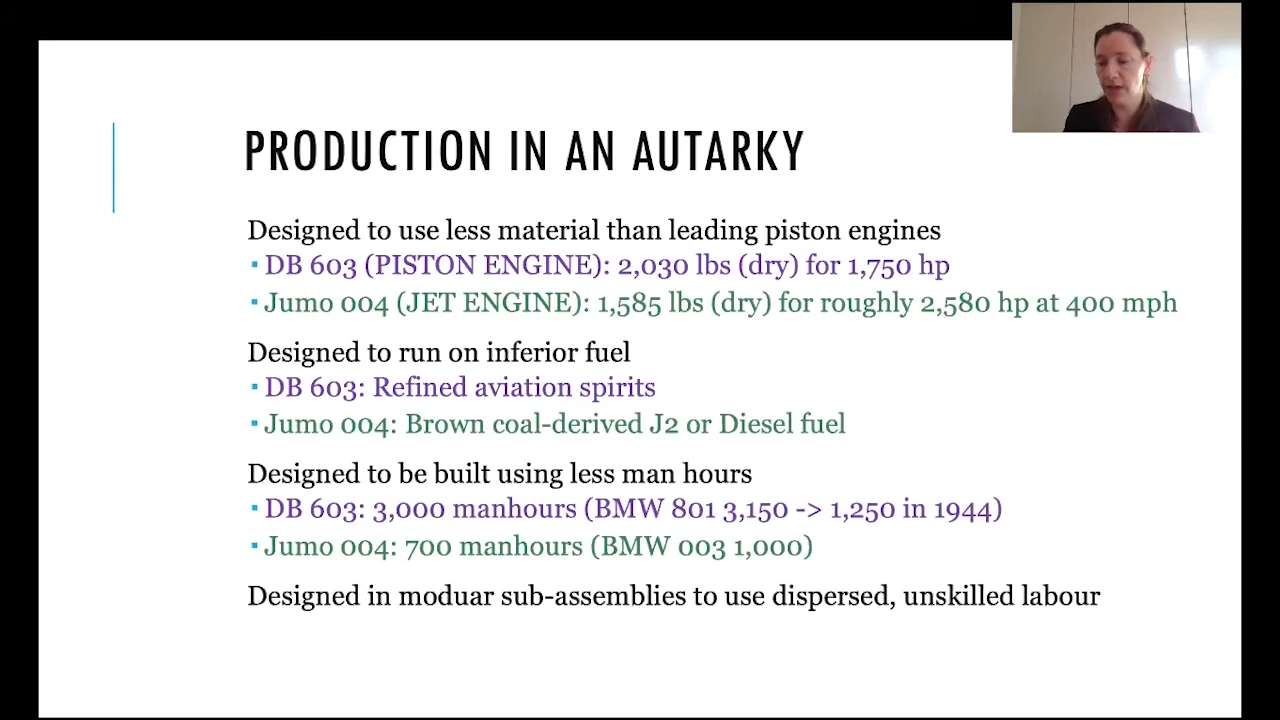 PRODUCTION IN AN AUTARKY
Designed to use less material than leading piston engines
▪ DB 603 (PISTON ENGINE): 2,030 lbs (dry) for 1,750 hp
▪ Jumo 004 (JET ENGINE): 1,585 lbs (dry) for roughly 2,580 hp at 400 mph
Designed to run on inferior fuel
▪ DB 603: Refined aviation spirits
▪ Jumo 004: Brown coal-derived J2 or Diesel fuel
Designed to be built using less man hours
▪ DB 603: 3,000 manhours (BMW 801 3,150 -> 1,250 in 1944)
▪ Jumo 004: 700 manhours (BMW 003 1,000)
Designed in moduar sub-assemblies to use dispersed, unskilled labour